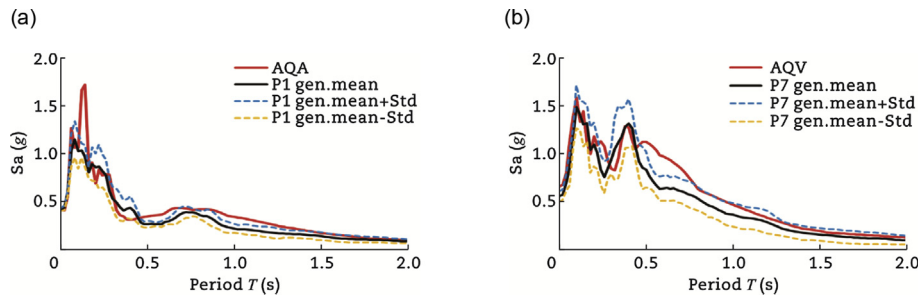 (a)
2.0
1.5
1.0
0.5
Sa (g)
AQA
P1 gen.mean
P1 gen.mean+Std
P1 gen.mean-Std
0 0.5 1.0 1.5 2.0
Period T (s)
(b)
2.0
1.5
1.0
0.5
Sa (g)
AQV
P7 gen.mean
P7 gen.mean+Std
P7 gen.mean-Std
0 0.5 1.0 1.5 2.0
Period T (s)